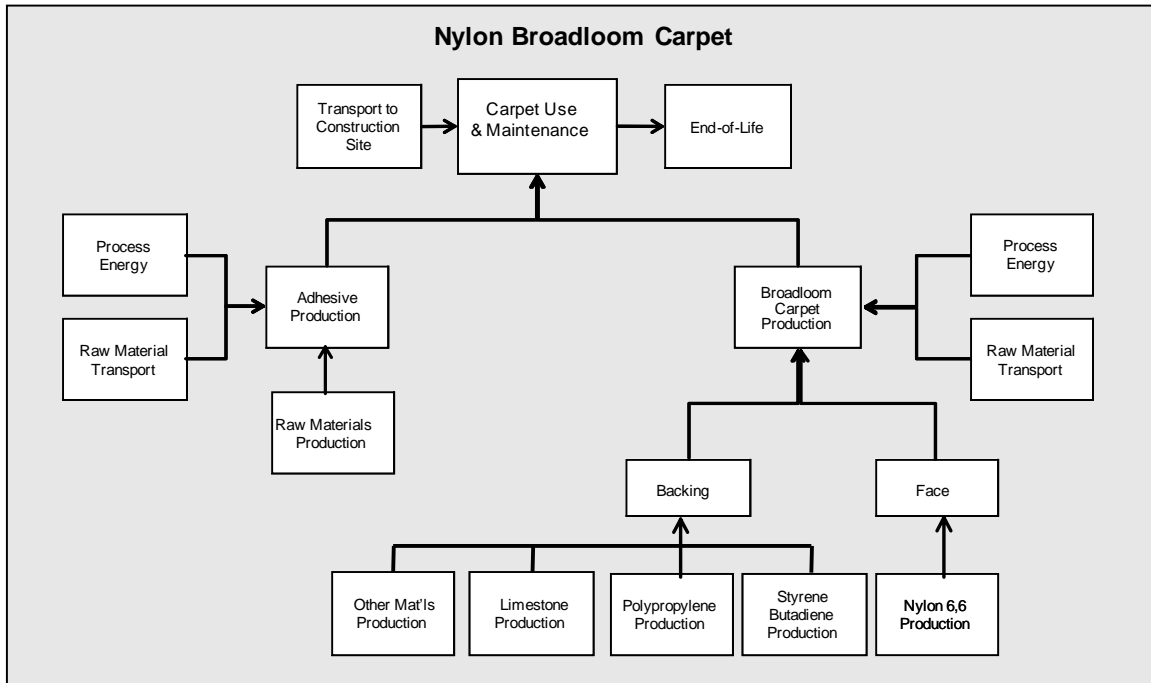 Nylon Broadloom Carpet
Transport to
Construction
Site
Carpet Use
& Maintenance
End-of-Life
Process
Energy
Raw Material
Transport
Adhesive
Production
Raw Materials
Production
Broadloom
Carpet
Production
Process
Energy
Raw Material
Transport
Backing
Face
Other Mat'ls
Production
Limestone
Production
Polypropylene
Production
Styrene
Butadiene
Production
Nylon 6,6
Production